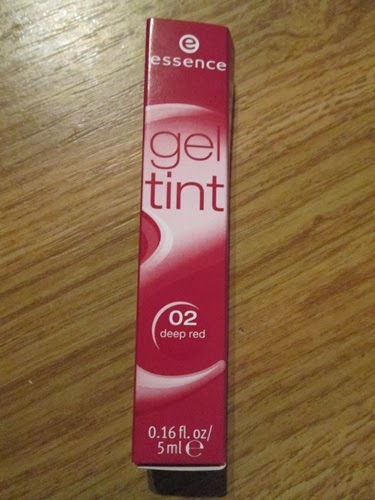 e
essence
gel
tint
02
deep red
0.16 fl. oz/
5 ml ℮